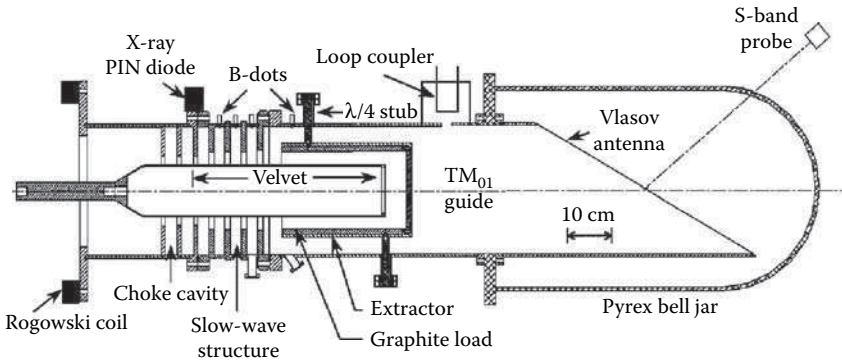 S-band
probe
X-ray
PIN diode
B-dots
Loop coupler
λ/4 stub
Vlasov
antenna
Velvet
TM01
guide
10 cm
Choke cavity
Extractor
Rogowski coil
Slow-wave
structure
Graphite load
Pyrex bell jar